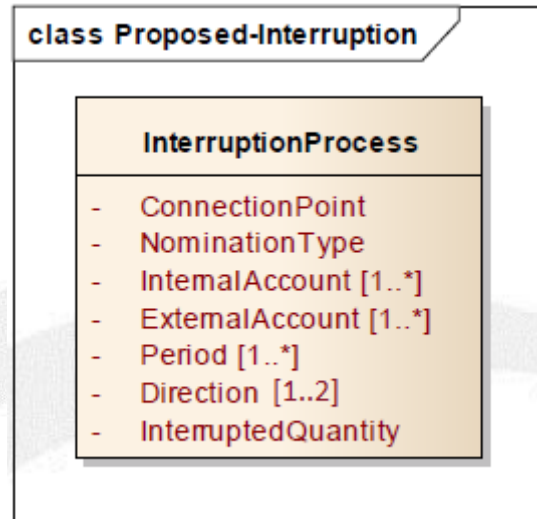 class Proposed-Interruption
InterruptionProcess
- ConnectionPoint
- NominationType
- InternalAccount [1..*]
- ExternalAccount [1..*]
- Period [1..*]
- Direction [1..2]
- InterruptedQuantity